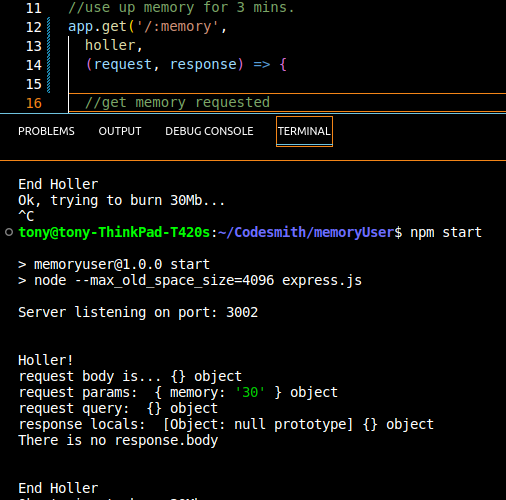 11 //use up memory for 3 mins.
12 app.get('/:memory',
13 holler,
14 (request, response) => {
15
16 //get memory requested
PROBLEMS OUTPUT DEBUG CONSOLE TERMINAL
End Holler
Ok, trying to burn 30Mb...
^C
tony@tony-ThinkPad-T420s:~/Codesmith/memoryUser$ npm start
> memoryuser@1.0.0 start
> node --max_old_space_size=4096 express.js
Server listening on port: 3002
Holler!
request body is... {} object
request params:  { memory: '30' } object
request query:  {} object
response locals:  [Object: null prototype] {} object
There is no response.body
End Holler